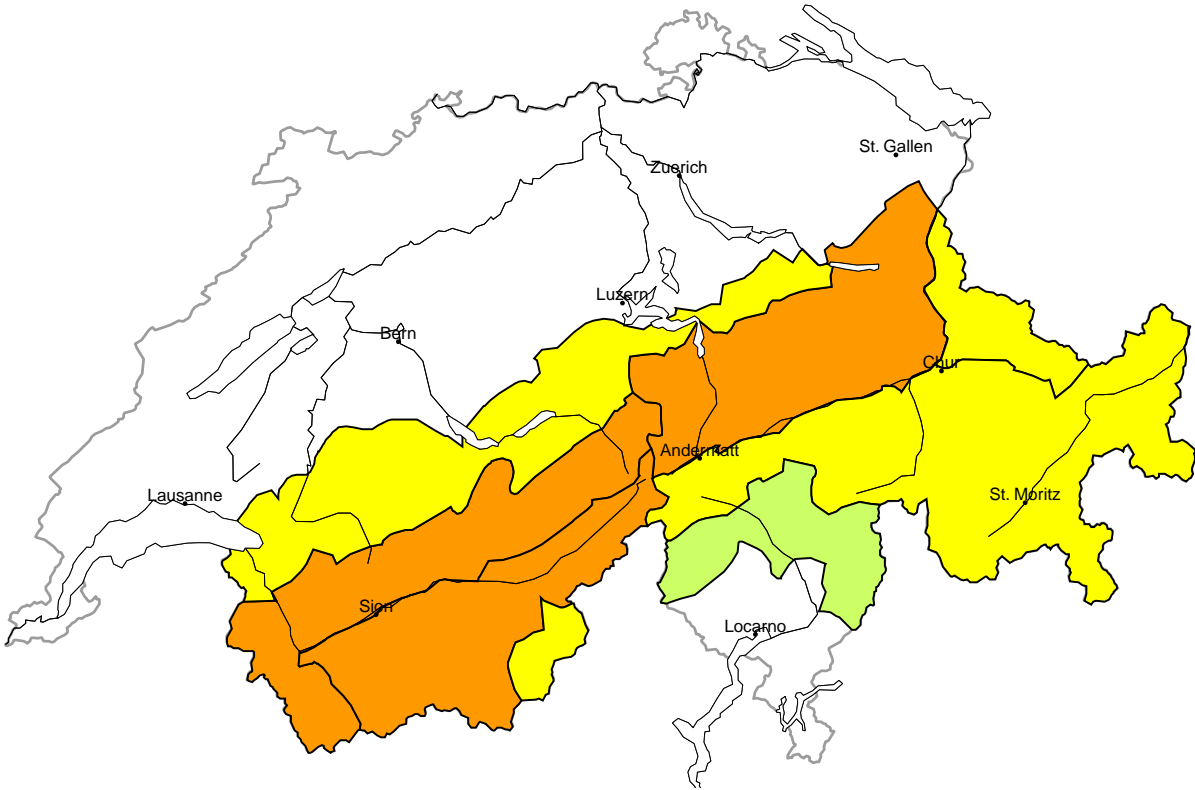 St. Gallen
Zuerich
Luzern
Bern
Chur
Andermatt
St. Moritz
Lausanne
Sion
Locarno